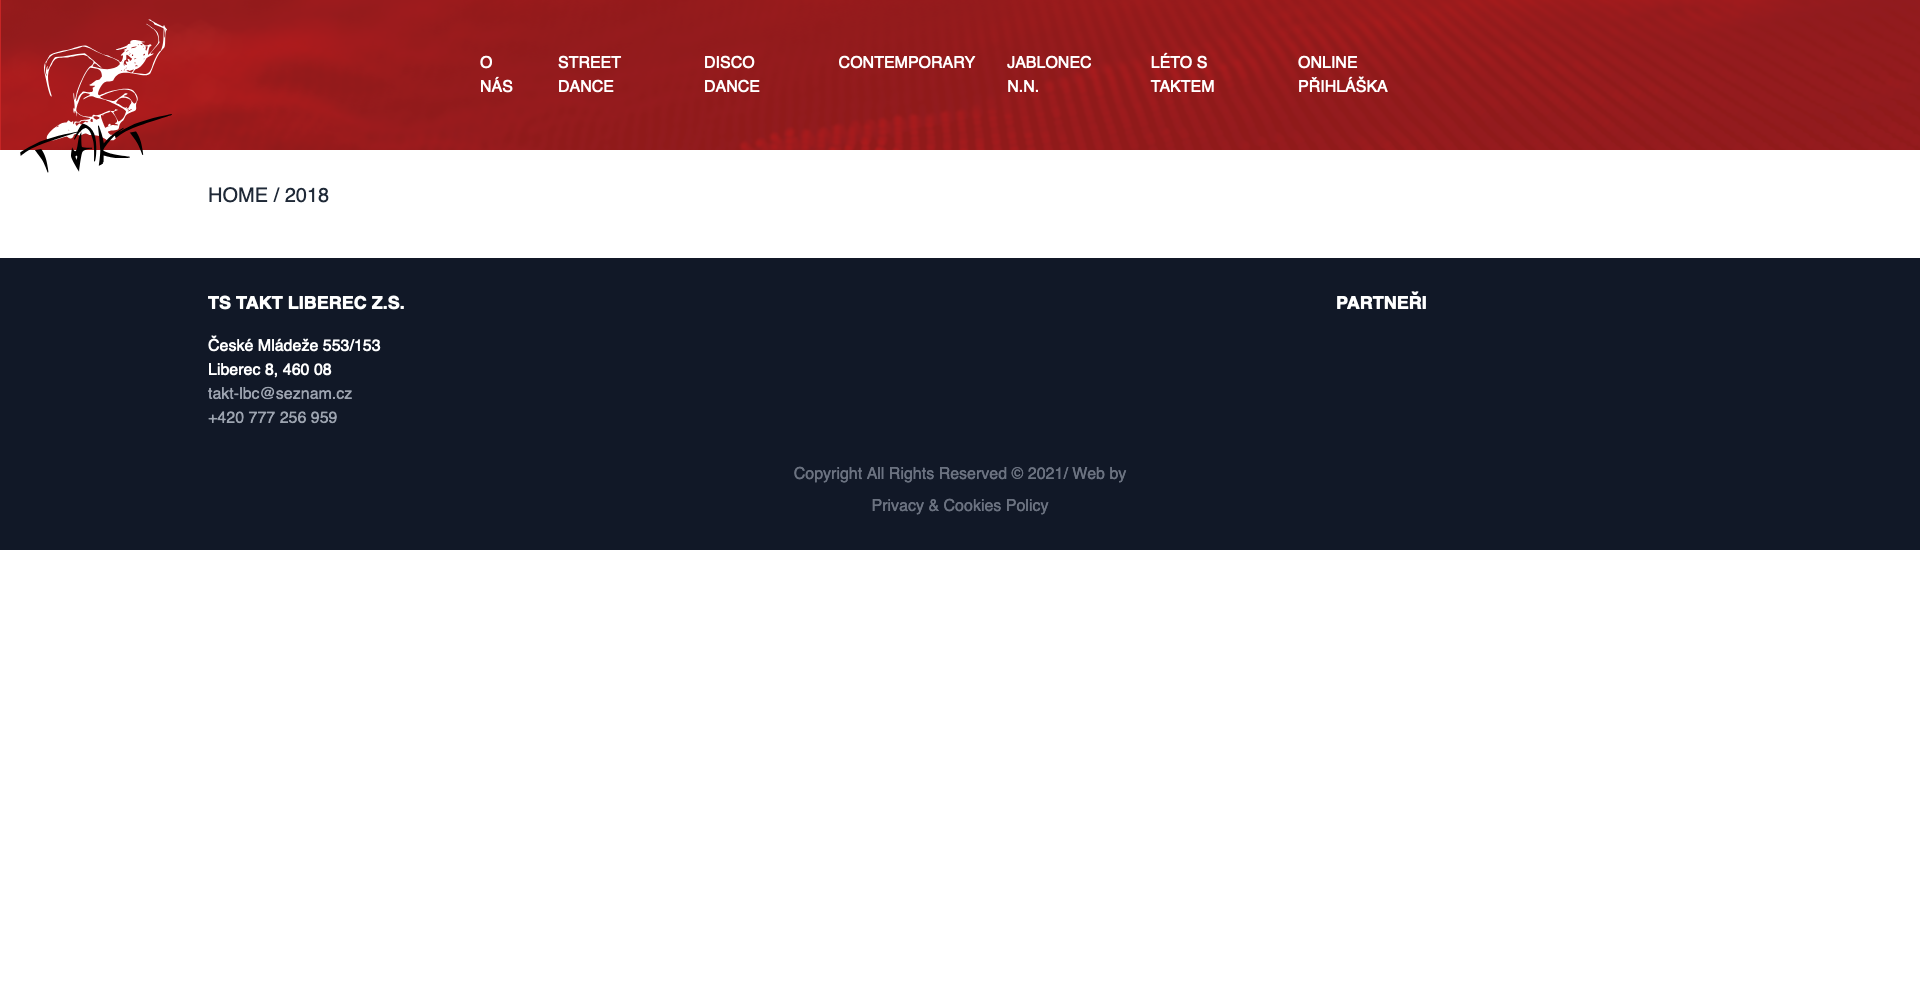 TAKT
O
NÁS
STREET
DANCE
DISCO
DANCE
CONTEMPORARY
JABLONEC
N.N.
LÉTO S
TAKTEM
ONLINE
PŘIHLÁŠKA
HOME / 2018
TS TAKT LIBEREC Z.S.
České Mládeže 553/153
Liberec 8, 460 08
takt-lbc@seznam.cz
+420 777 256 959
PARTNEŘI
Copyright All Rights Reserved © 2021/ Web by
Privacy & Cookies Policy